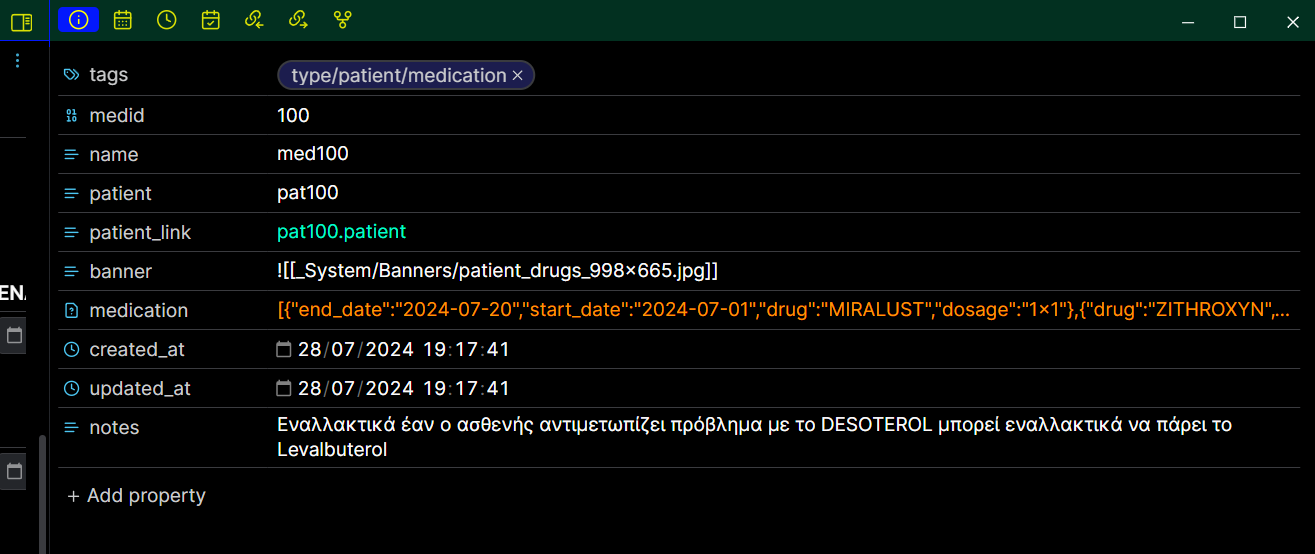 tags
type/patient/medication ×
medid
100
name
med100
patient
pat100
patient_link
pat100.patient
banner
![[_System/Banners/patient_drugs_998×665.jpg]]
medication
[{"end_date":"2024-07-20","start_date":"2024-07-01","drug":"MIRALUST","dosage":"1×1"},{"drug":"ZITHROXYN",...
created_at
28/07/2024 19:17:41
updated_at
28/07/2024 19:17:41
notes
Εναλλακτικά έαν ο ασθενής αντιμετωπίζει πρόβλημα με το DESOTEROL μπορεί εναλλακτικά να πάρει το
Levalbuterol
+ Add property